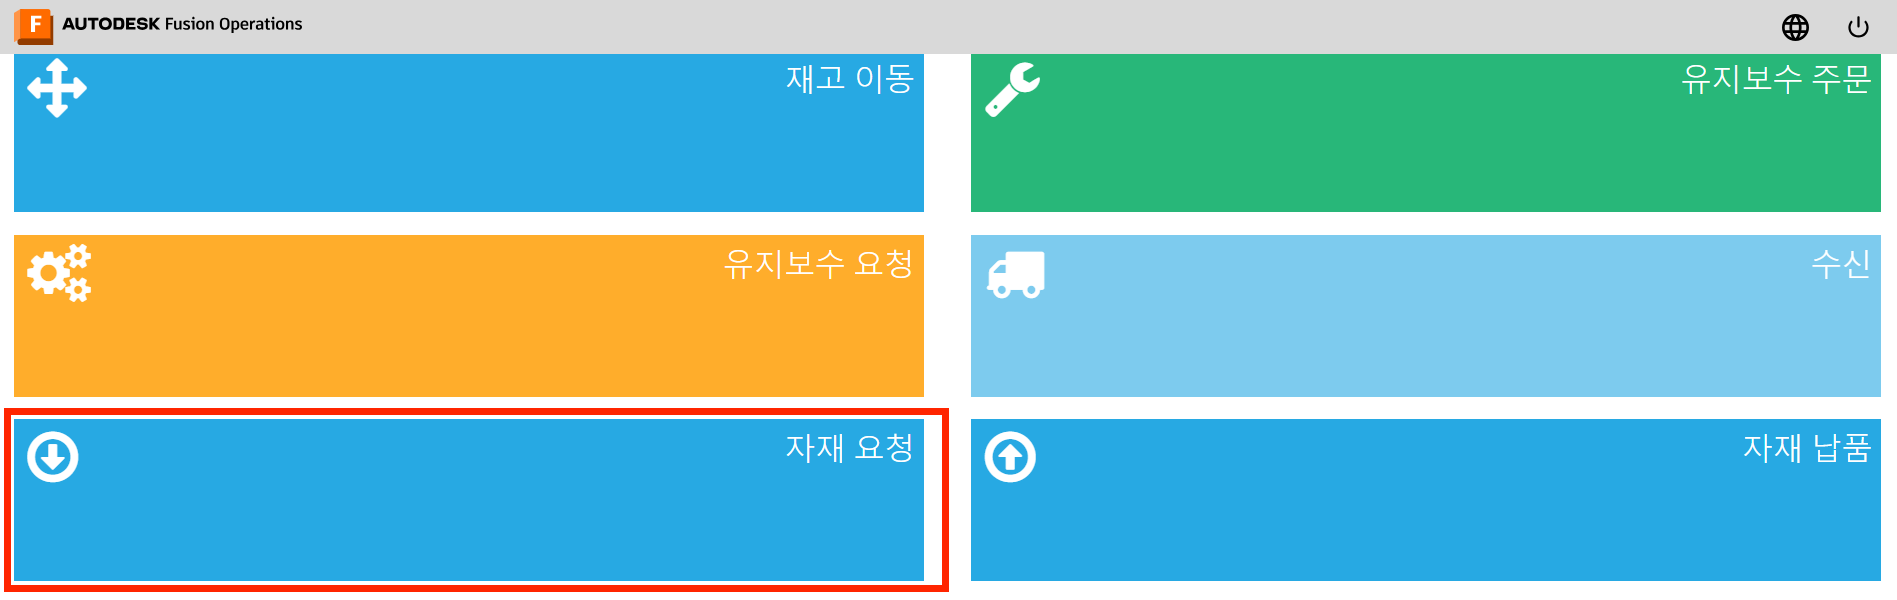 F AUTODESK Fusion Operations
재고 이동
유지보수 주문
유지보수 요청
수신
자재 요청
자재 납품